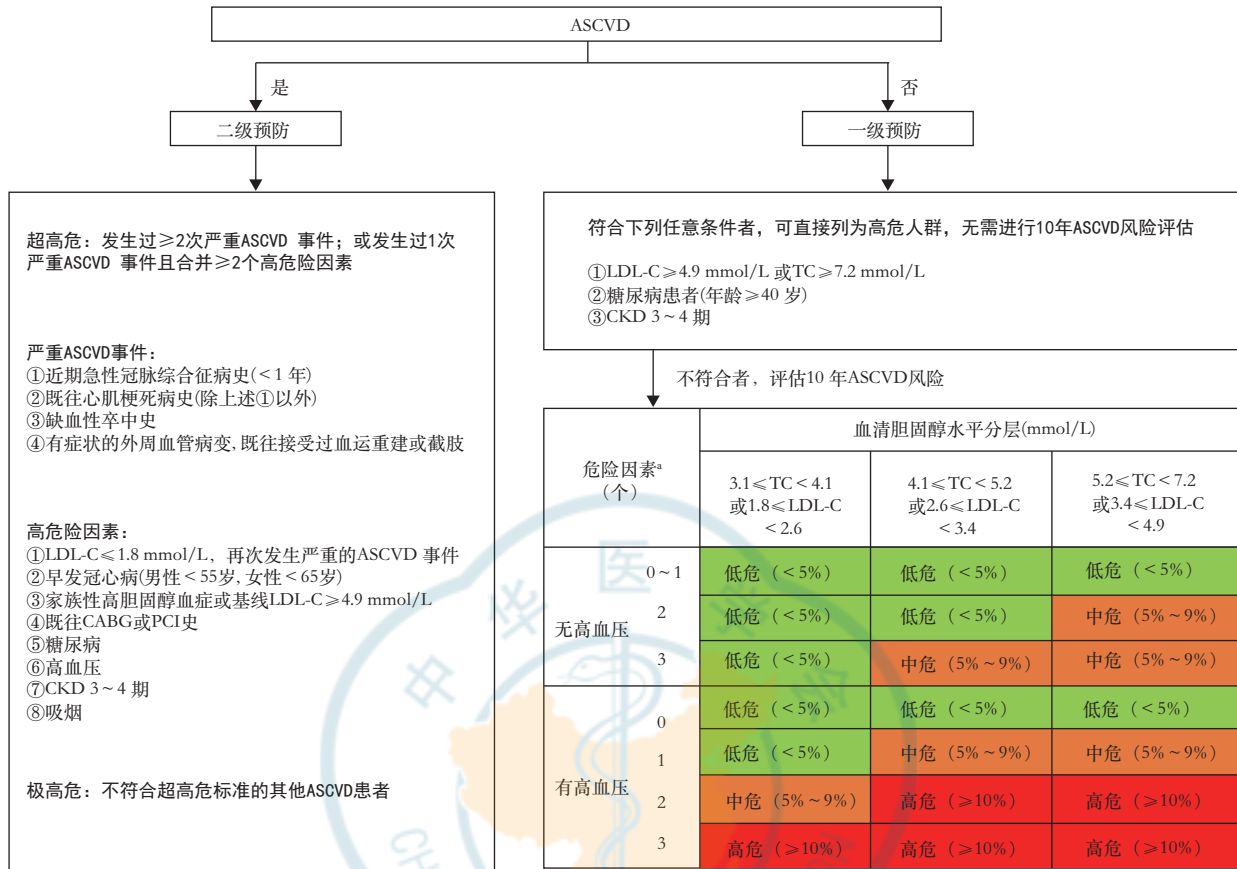 ASCVD
是
否
二级预防
一级预防
超高危：发生过≥2次严重ASCVD 事件；或发生过1次
严重ASCVD 事件且合并≥2个高危险因素
严重ASCVD事件：
①近期急性冠脉综合征病史(<1 年)
②既往心肌梗死病史(除上述①以外)
③缺血性卒中史
④有症状的外周血管病变,既往接受过血运重建或截肢
高危险因素：
①LDL-C≤1.8 mmol/L，再次发生严重的ASCVD 事件
②早发冠心病(男性<55岁,女性<65岁)
③家族性高胆固醇血症或基线LDL-C≥4.9 mmol/L
④既往CABG或PCI史
⑤糖尿病
⑥高血压
⑦CKD 3~4 期
⑧吸烟
极高危：不符合超高危标准的其他ASCVD患者
符合下列任意条件者，可直接列为高危人群，无需进行10年ASCVD风险评估
①LDL-C≥4.9 mmol/L 或TC≥7.2 mmol/L
②糖尿病患者(年龄≥40 岁)
③CKD 3~4 期
不符合者，评估10 年ASCVD风险
危险因素ᵃ
(个)
血清胆固醇水平分层(mmol/L)
3.1≤TC<4.1
或1.8≤LDL-C
<2.6
4.1≤TC<5.2
或2.6≤LDL-C
<3.4
5.2≤TC<7.2
或3.4≤LDL-C
<4.9
无高血压
0~1 低危（<5%） 低危（<5%） 低危（<5%）
2 低危（<5%） 低危（<5%） 中危（5%~9%）
3 低危（<5%） 中危（5%~9%） 中危（5%~9%）
有高血压
0 低危（<5%） 低危（<5%） 低危（<5%）
1 低危（<5%） 中危（5%~9%） 中危（5%~9%）
2 中危（5%~9%） 高危（≥10%） 高危（≥10%）
3 高危（≥10%） 高危（≥10%） 高危（≥10%）
中华医学会
CH